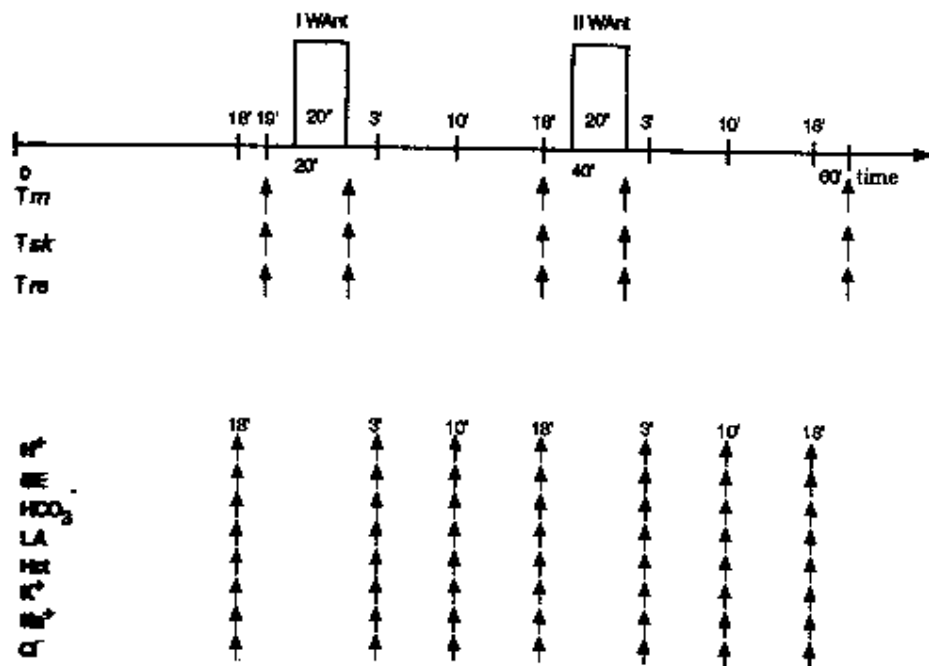 I WAnt II WAnt
18' 19' 20" 3' 10' 18' 20" 3' 10' 18'
0 20' 40' 60' time
Tm
Tsk
Tre
18' 3' 10' 18' 3' 10' 18'
H+
BE
HCO3-
LA
Hct
K+
Na+
Cl-